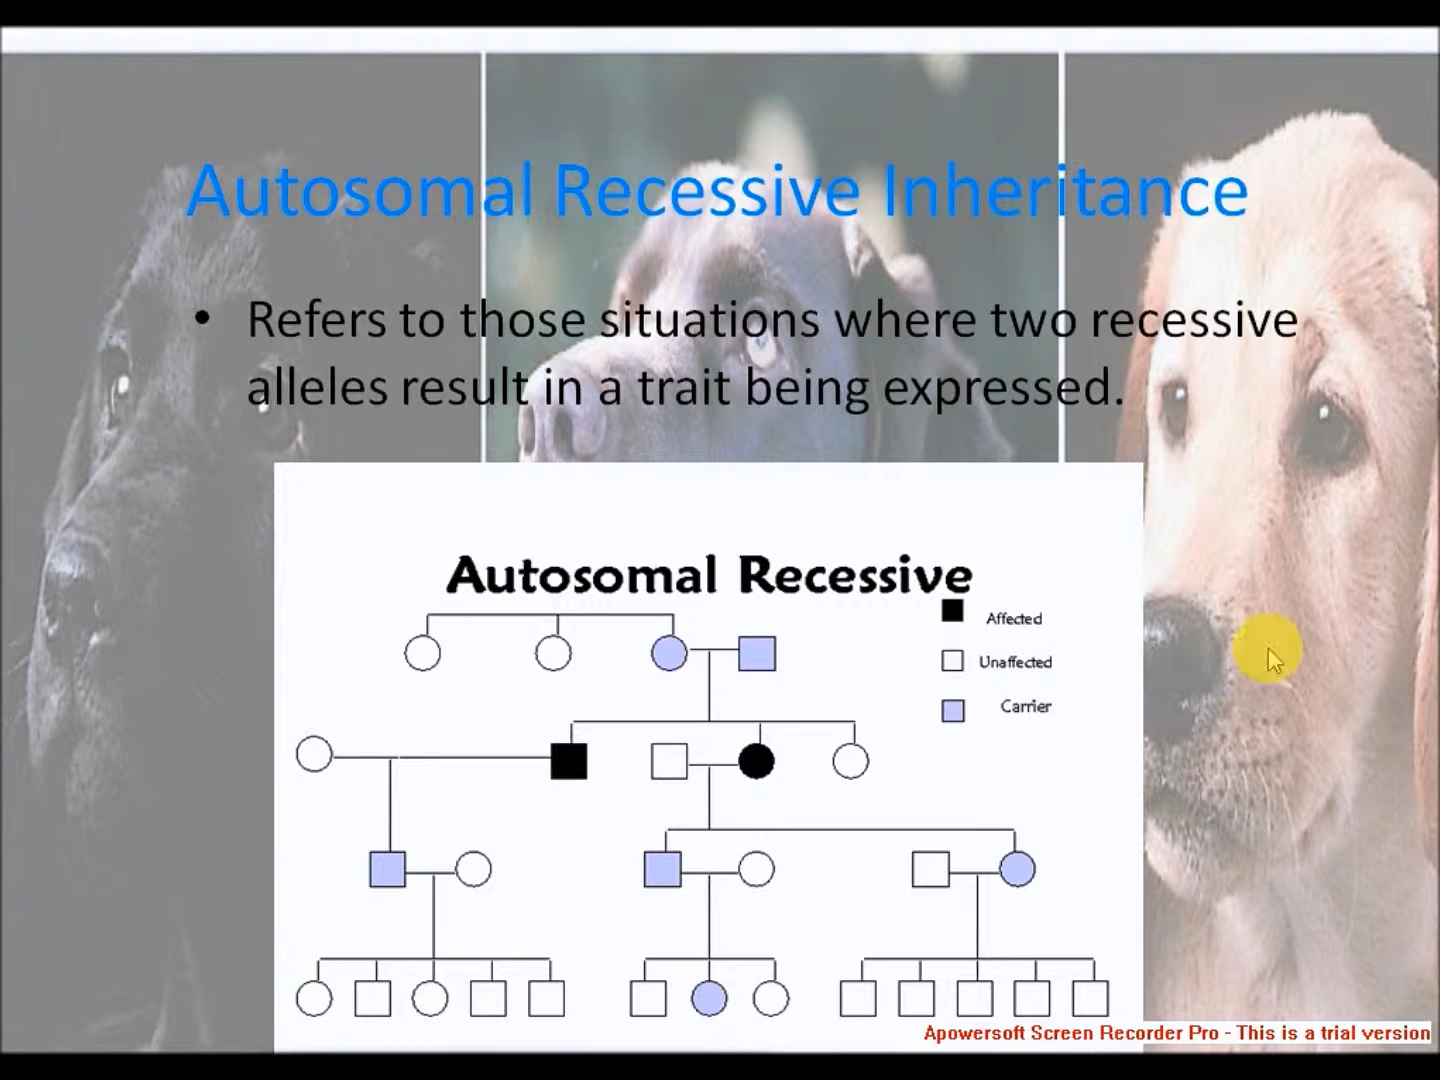 Autosomal Recessive Inheritance
• Refers to those situations where two recessive
alleles result in a trait being expressed.
Autosomal Recessive
Affected
Unaffected
Carrier
Apowersoft Screen Recorder Pro - This is a trial version